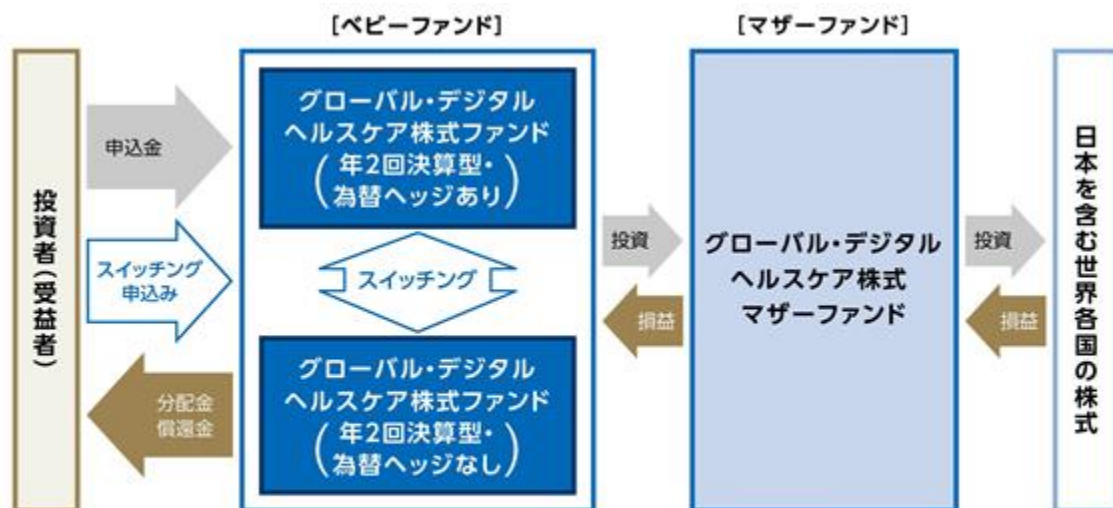 [ベビーファンド]
[マザーファンド]
投資者(受益者)
申込金
スイッチング
申込み
分配金
償還金
グローバル・デジタル
ヘルスケア株式ファンド
(年2回決算型・
為替ヘッジあり)
スイッチング
グローバル・デジタル
ヘルスケア株式ファンド
(年2回決算型・
為替ヘッジなし)
投資
損益
グローバル・デジタル
ヘルスケア株式
マザーファンド
投資
損益
日本を含む世界各国の株式